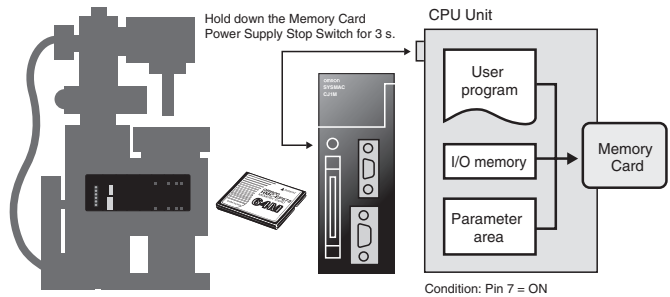 Hold down the Memory Card
Power Supply Stop Switch for 3 s.
CPU Unit
omron
SYSMAC
CJ1M
User
program
I/O memory
Parameter
area
Memory
Card
64M
Condition: Pin 7 = ON